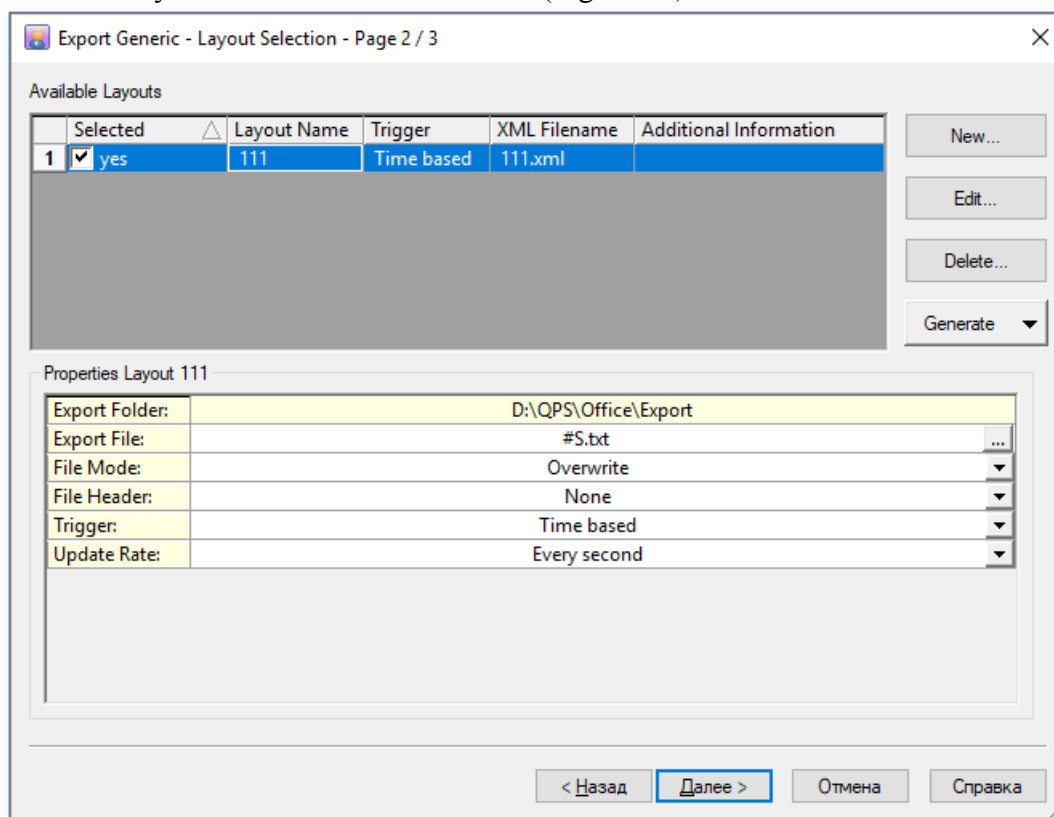 Export Generic - Layout Selection - Page 2 / 3
Available Layouts
Selected Layout Name Trigger XML Filename Additional Information
1 yes 111 Time based 111.xml
New...
Edit...
Delete...
Generate
Properties Layout 111
Export Folder: D:\QPS\Office\Export
Export File: #S.txt ...
File Mode: Overwrite
File Header: None
Trigger: Time based
Update Rate: Every second
< Назад Далее > Отмена Справка